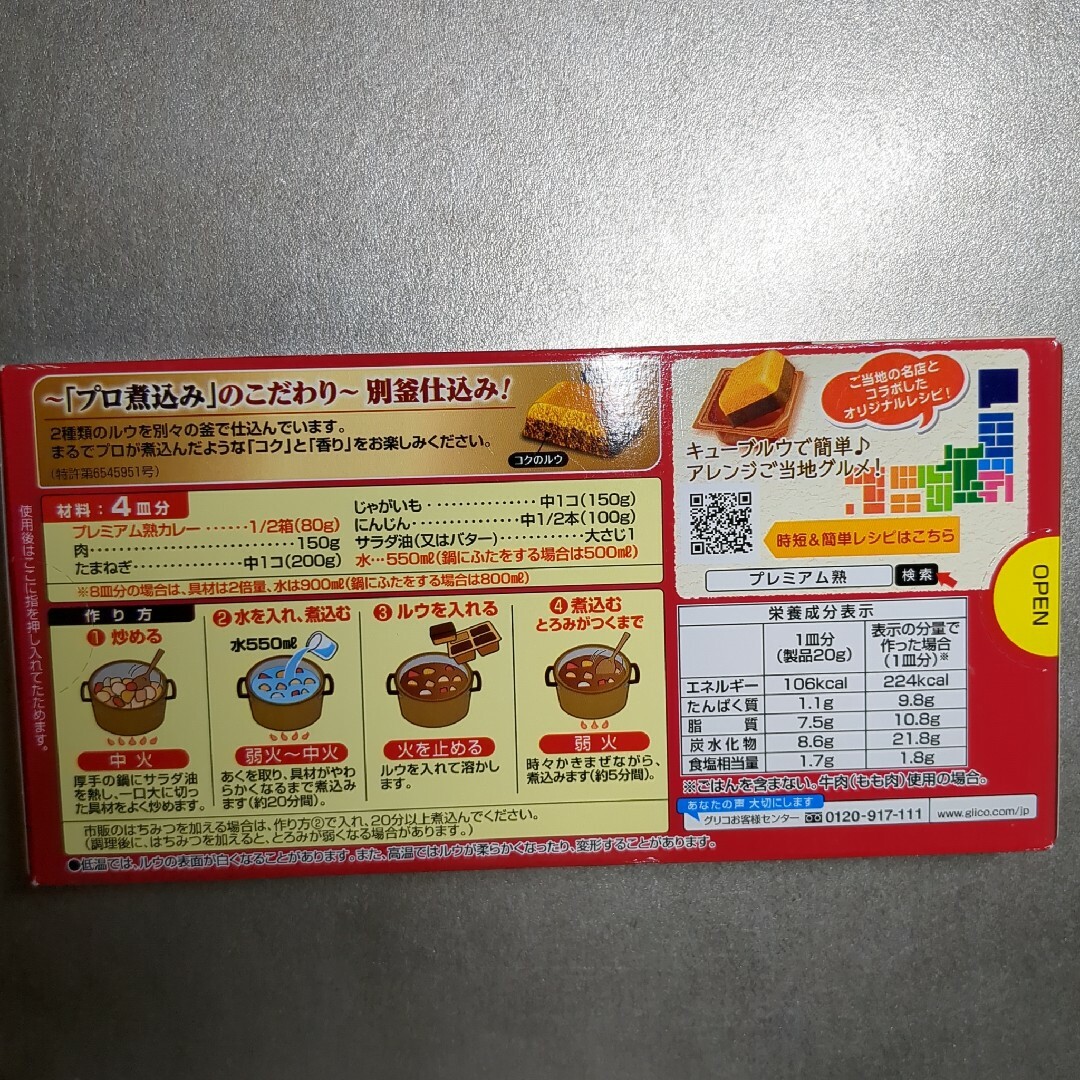 ～「プロ煮込み」のこだわり～ 別釜仕込み！
2種類のルウを別々の釜で仕込んでいます。
まるでプロが煮込んだような「コク」と「香り」をお楽しみください。
(特許第6545951号)
コクのルウ
材料：4皿分
プレミアム熟カレー……1/2箱(80g)
肉……………………………150g
たまねぎ………………中1コ(200g)
じゃがいも………………中1コ(150g)
にんじん………………中1/2本(100g)
サラダ油(又はバター)…………大さじ1
水…550㎖(鍋にふたをする場合は500㎖)
※8皿分の場合は、具材は2倍量、水は900㎖(鍋にふたをする場合は800㎖)
作り方
①炒める
中火
厚手の鍋にサラダ油
を熱し、一口大に切っ
た具材をよく炒めます。
②水を入れ、煮込む
水550㎖
弱火～中火
あくを取り、具材がやわ
らかくなるまで煮込み
ます(約20分間)。
③ルウを入れる
火を止める
ルウを入れて溶かし
ます。
④煮込む
とろみがつくまで
弱火
時々かきまぜながら、
煮込みます(約5分間)。
市販のはちみつを加える場合は、作り方②で入れ、20分以上煮込んでください。
(調理後に、はちみつを加えると、とろみが弱くなる場合があります。)
●低温では、ルウの表面が白くなることがあります。また、高温ではルウが柔らかくなったり、変形することがあります。
使用後はここに指を押し入れてたためます。
ご当地の名店と
コラボした
オリジナルレシピ！
キューブルウで簡単♪
アレンジご当地グルメ！
時短&簡単レシピはこちら
プレミアム熟 検索
OPEN
栄養成分表示
1皿分
(製品20g)
表示の分量で
作った場合
(1皿分)※
エネルギー 106kcal 224kcal
たんぱく質 1.1g 9.8g
脂質 7.5g 10.8g
炭水化物 8.6g 21.8g
食塩相当量 1.7g 1.8g
※ごはんを含まない。牛肉(もも肉)使用の場合。
あなたの声 大切にします
グリコお客様センター 0120-917-111
www.glico.com/jp